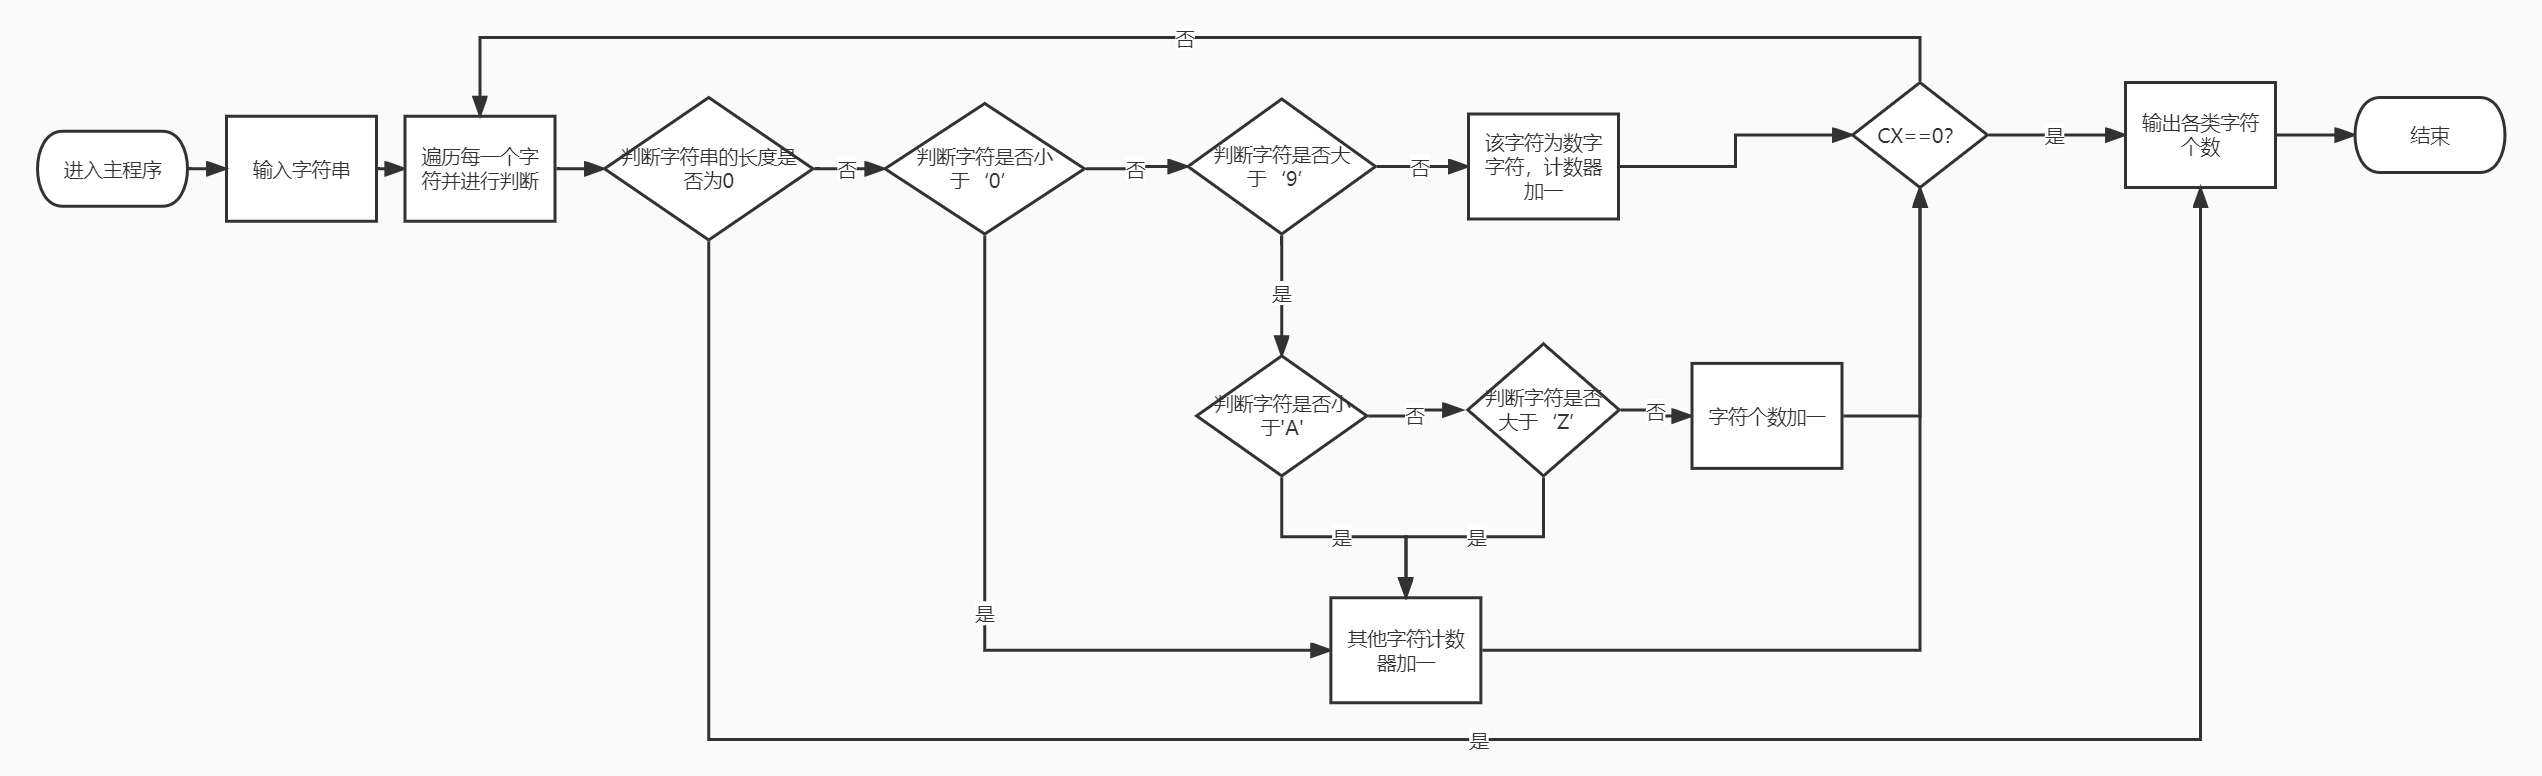 否
进入主程序
输入字符串
遍历每一个字
符并进行判断
判断字符串的长度是
否为0
否
判断字符是否小
于‘0’
否
判断字符是否大
于‘9’
否
该字符为数字
字符，计数器
加一
CX==0?
是
输出各类字符
个数
结束
是
判断字符是否小
于'A'
否
判断字符是否
大于‘Z’
否
字符个数加一
是
是
是
其他字符计数
器加一
是